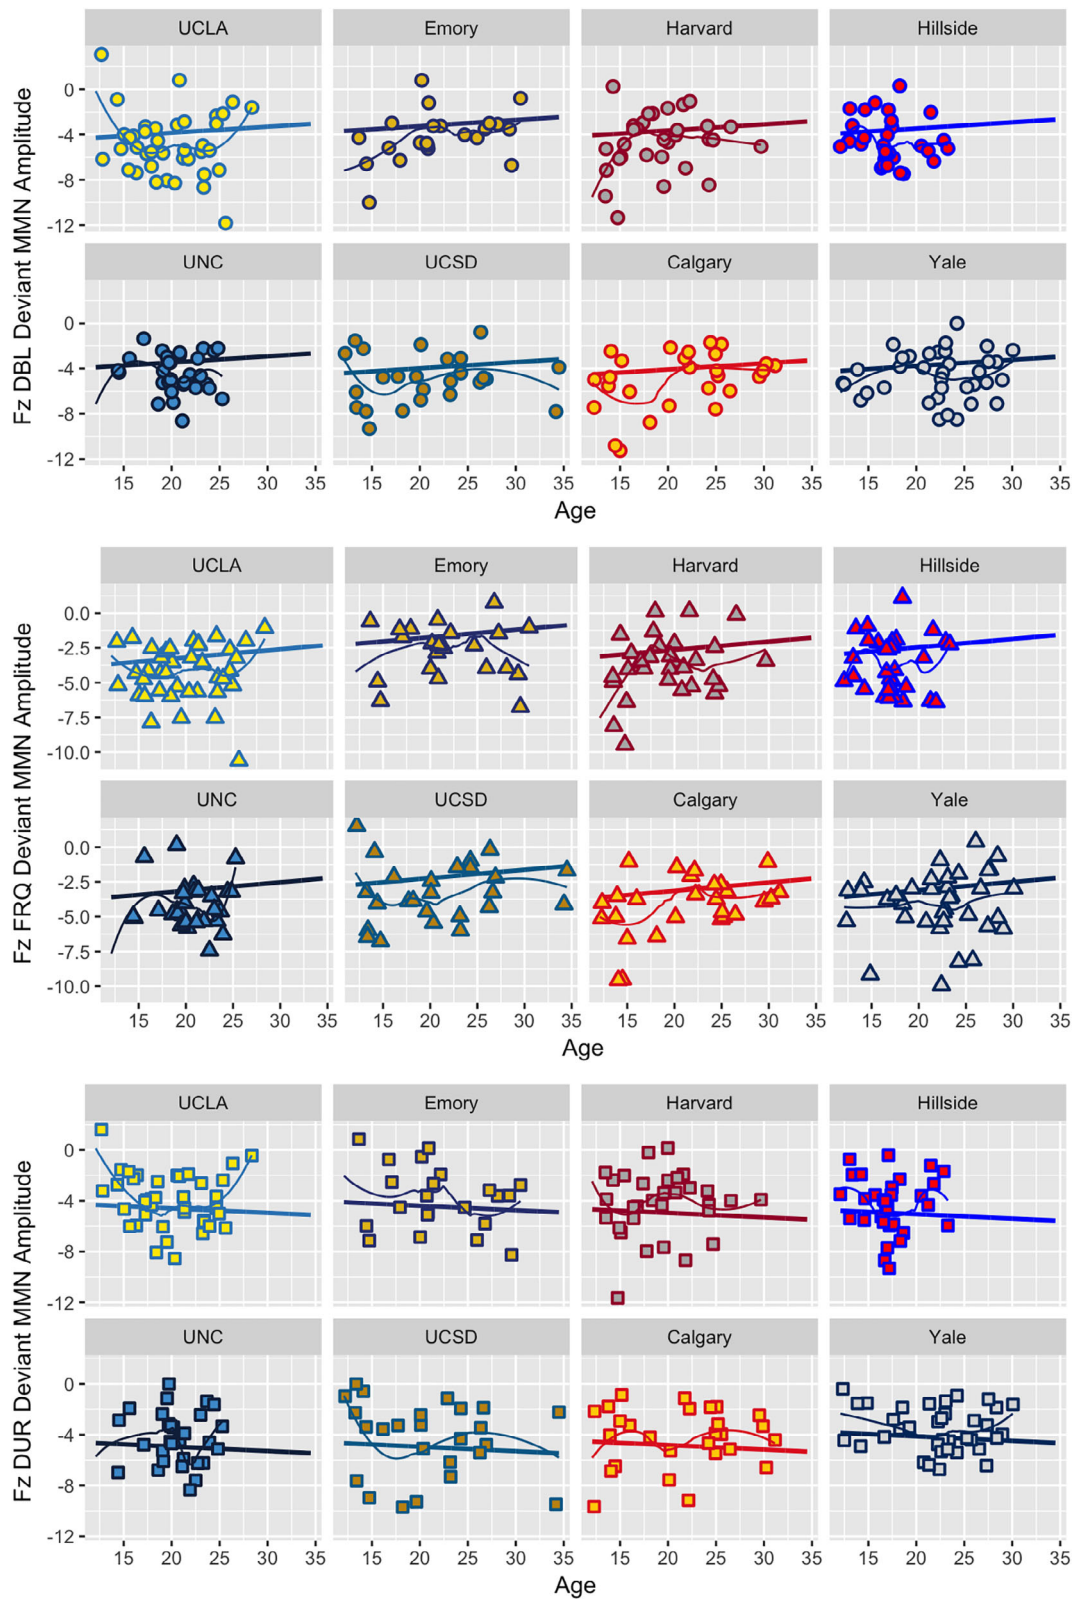 UCLA Emory Harvard Hillside
0
-4
-8
-12
UNC UCSD Calgary Yale
0
-4
-8
-12
15 20 25 30 35 15 20 25 30 35 15 20 25 30 35 15 20 25 30 35
Age
Fz DBL Deviant MMN Amplitude
UCLA Emory Harvard Hillside
0.0
-2.5
-5.0
-7.5
-10.0
UNC UCSD Calgary Yale
0.0
-2.5
-5.0
-7.5
-10.0
15 20 25 30 35 15 20 25 30 35 15 20 25 30 35 15 20 25 30 35
Age
Fz FRQ Deviant MMN Amplitude
UCLA Emory Harvard Hillside
0
-4
-8
-12
UNC UCSD Calgary Yale
0
-4
-8
-12
15 20 25 30 35 15 20 25 30 35 15 20 25 30 35 15 20 25 30 35
Age
Fz DUR Deviant MMN Amplitude